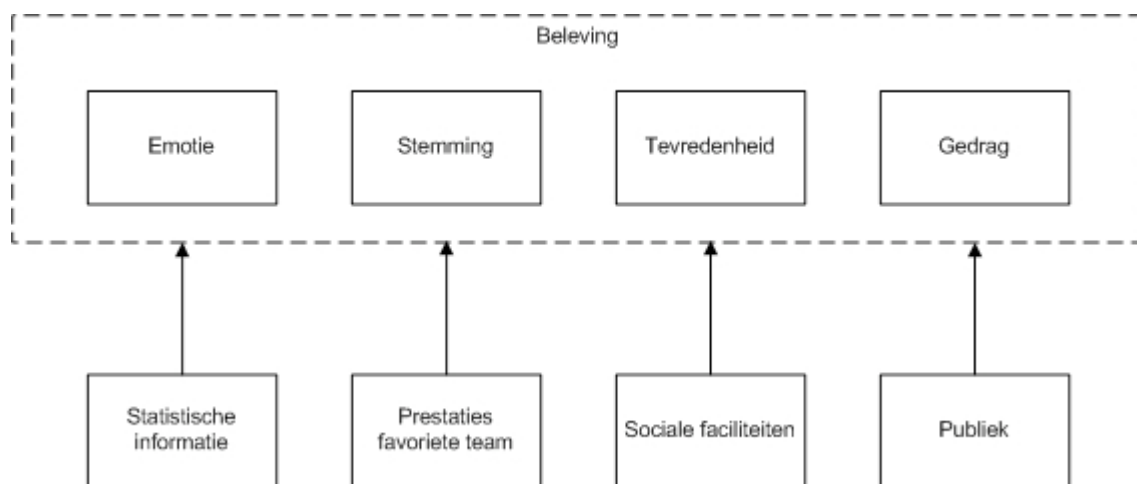 Beleving
Emotie
Stemming
Tevredenheid
Gedrag
Statistische
informatie
Prestaties
favoriete team
Sociale faciliteiten
Publiek